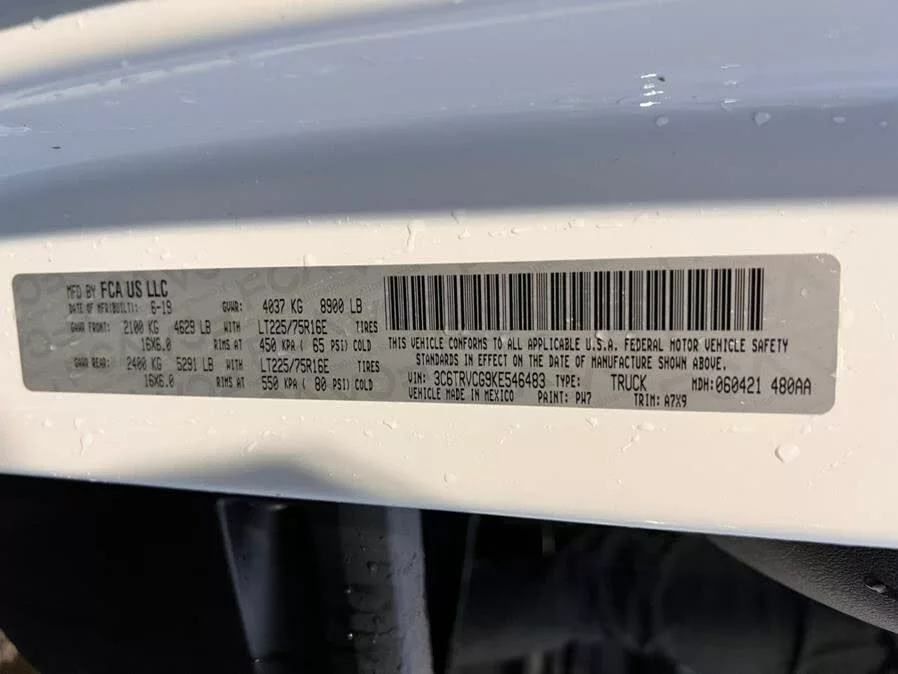 MFD BY FCA US LLC
DATE OF MFR(BUILT): 6-19 GVWR: 4037 KG 8900 LB
GAWR FRONT: 2100 KG 4629 LB WITH LT225/75R16E TIRES
16X6.0 RIMS AT 450 KPA ( 65 PSI) COLD
GAWR REAR: 2400 KG 5291 LB WITH LT225/75R16E TIRES
16X6.0 RIMS AT 550 KPA ( 80 PSI) COLD
THIS VEHICLE CONFORMS TO ALL APPLICABLE U.S.A. FEDERAL MOTOR VEHICLE SAFETY
STANDARDS IN EFFECT ON THE DATE OF MANUFACTURE SHOWN ABOVE.
VIN: 3C6TRVCG9KE546483 TYPE: TRUCK MDH: 060421 480AA
VEHICLE MADE IN MEXICO PAINT: PW7 TRIM: A7X9